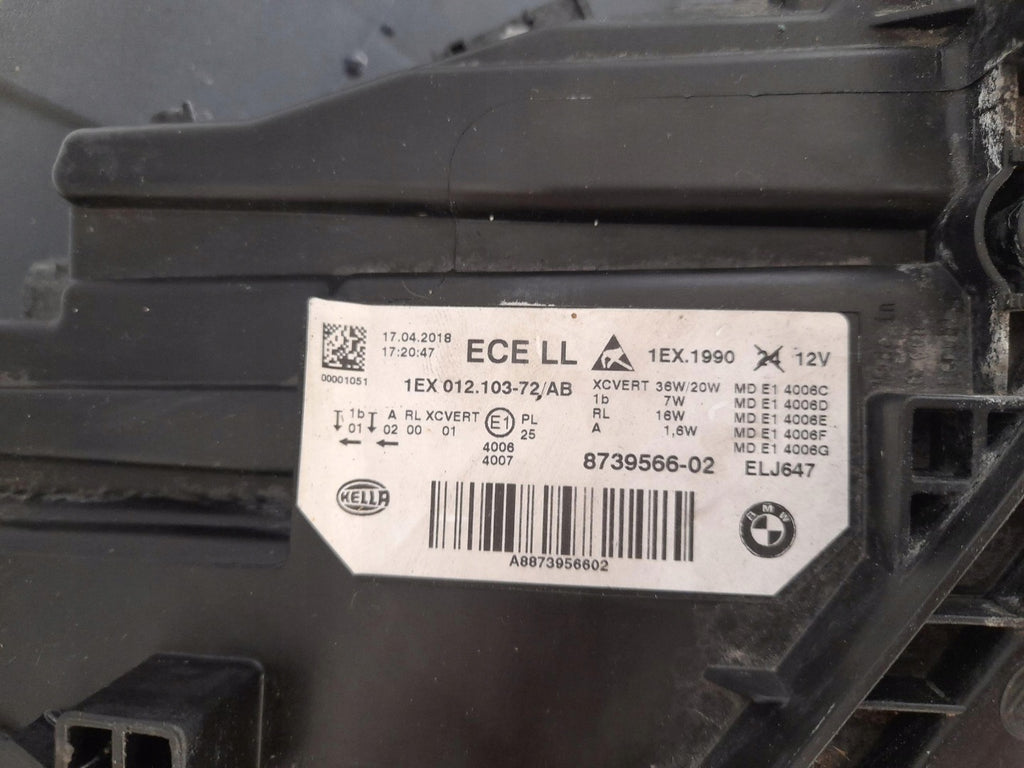 17.04.2018
17:20:47
ECE LL
1EX.1990 24 12V
00001051
1EX 012.103-72/AB
XCVERT 36W/20W
1b 7W
RL 16W
A 1,6W
MD E1 4006C
MD E1 4006D
MD E1 4006E
MD E1 4006F
MD E1 4006G
1b A RL XCVERT E1 PL
01 02 00 01 25
4006
4007
8739566-02
ELJ647
HELLA
BMW
A8873956602